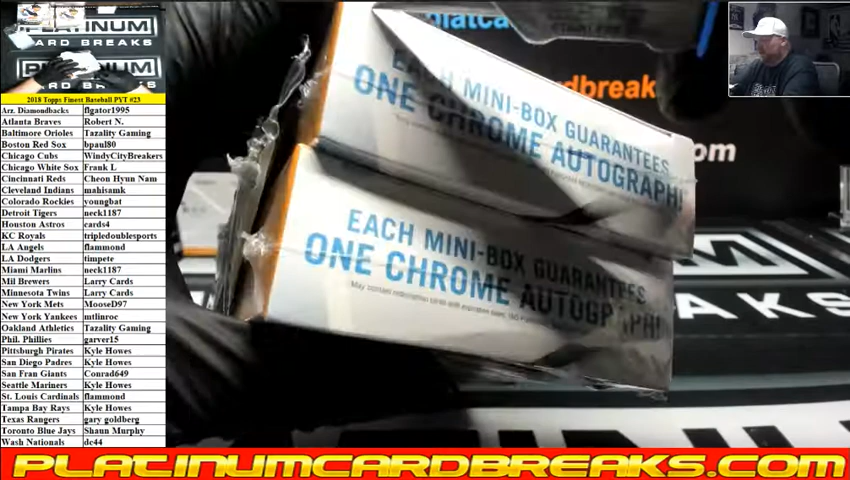 PLATINUM
CARD BREAKS
2018 Topps Finest Baseball PYT #23
Arz. Diamondbacks flgator1995
Atlanta Braves Robert N.
Baltimore Orioles Tazality Gaming
Boston Red Sox bpaul80
Chicago Cubs WindyCityBreakers
Chicago White Sox Frank L
Cincinnati Reds Cheon Hyun Nam
Cleveland Indians mahisamk
Colorado Rockies youngbat
Detroit Tigers neck1187
Houston Astros cards4
KC Royals tripledoublesports
LA Angels flammond
LA Dodgers timpete
Miami Marlins neck1187
Mil Brewers Larry Cards
Minnesota Twins Larry Cards
New York Mets MooseD97
New York Yankees mtlinroc
Oakland Athletics Tazality Gaming
Phil. Phillies garver15
Pittsburgh Pirates Kyle Howes
San Diego Padres Kyle Howes
San Fran Giants Conrad649
Seattle Mariners Kyle Howes
St. Louis Cardinals flammond
Tampa Bay Rays Kyle Howes
Texas Rangers gary goldberg
Toronto Blue Jays Shaun Murphy
Wash Nationals dc44
platcar
dbreak
om
EACH MINI-BOX GUARANTEES
ONE CHROME AUTOGRAPH!
EACH MINI-BOX GUARANTEES
ONE CHROME AUTOGRAPH!
REAKS
PLATINUMCARDBREAKS.COM